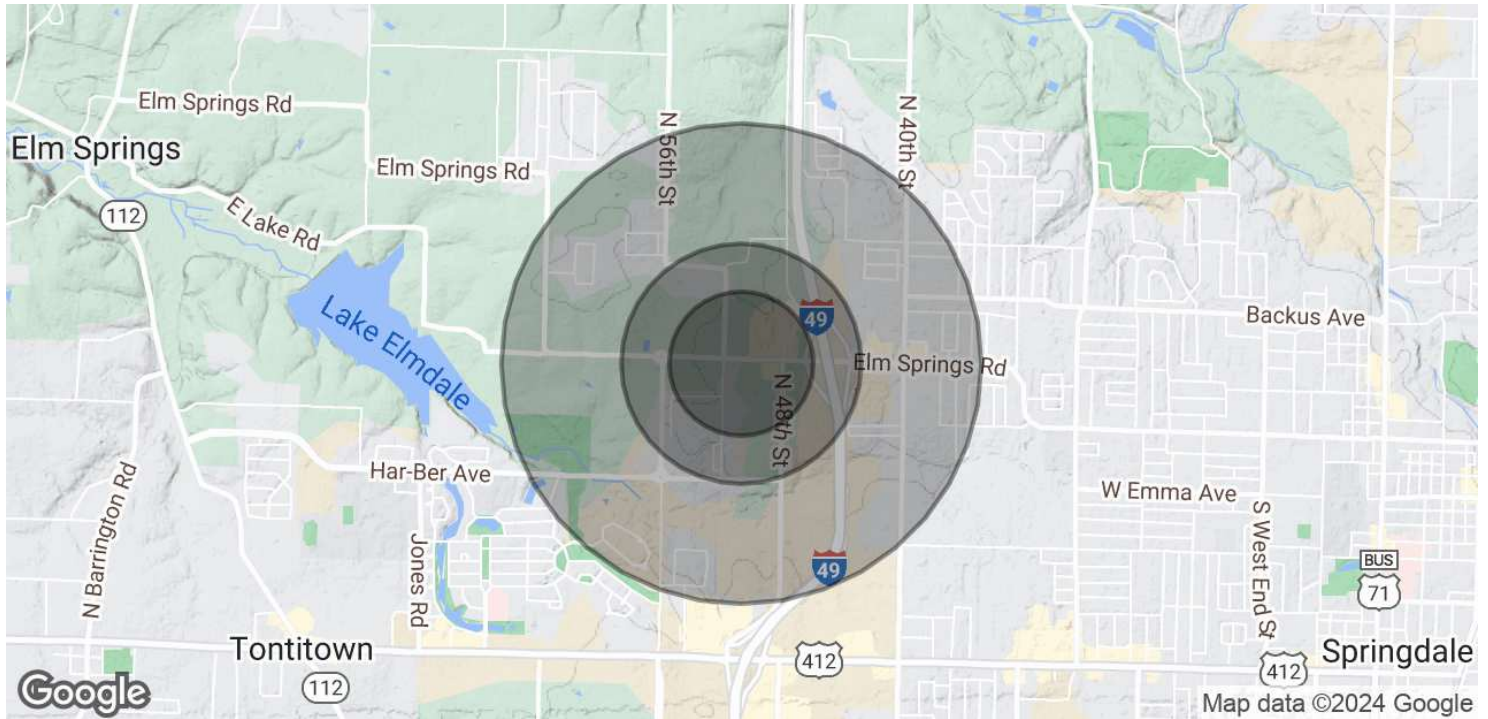 Elm Springs Rd
N 56th St
N 40th St
Elm Springs
Elm Springs Rd
112
E Lake Rd
Lake Elmdale
49
Backus Ave
Elm Springs Rd
N 48th St
Har-Ber Ave
W Emma Ave
N Barrington Rd
Jones Rd
S West End St
49
BUS
71
Tontitown
412
Springdale
412
112
Google
Map data ©2024 Google